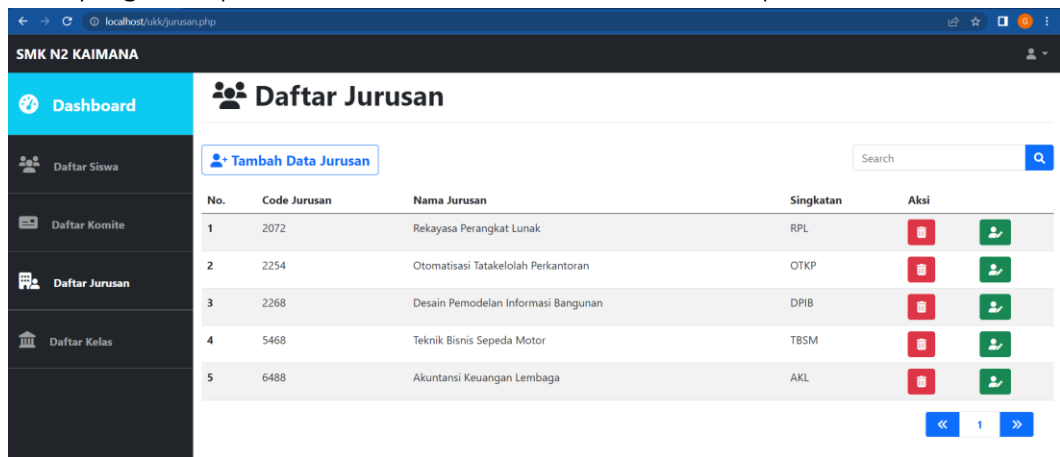 localhost/ukk/jurusan.php
G
SMK N2 KAIMANA
Dashboard
Daftar Siswa
Daftar Komite
Daftar Jurusan
Daftar Kelas
Daftar Jurusan
Tambah Data Jurusan
Search
No. Code Jurusan Nama Jurusan Singkatan Aksi
1 2072 Rekayasa Perangkat Lunak RPL
2 2254 Otomatisasi Tatakelolah Perkantoran OTKP
3 2268 Desain Pemodelan Informasi Bangunan DPIB
4 5468 Teknik Bisnis Sepeda Motor TBSM
5 6488 Akuntansi Keuangan Lembaga AKL
« 1 »